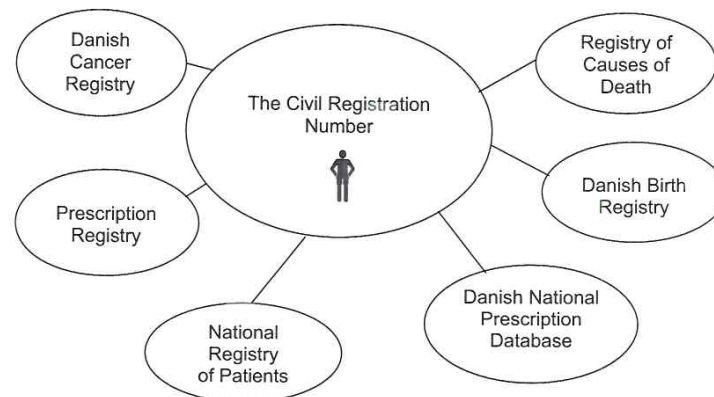 Danish
Cancer
Registry
The Civil Registration
Number
Registry of
Causes of
Death
Prescription
Registry
Danish Birth
Registry
National
Registry
of Patients
Danish National
Prescription
Database